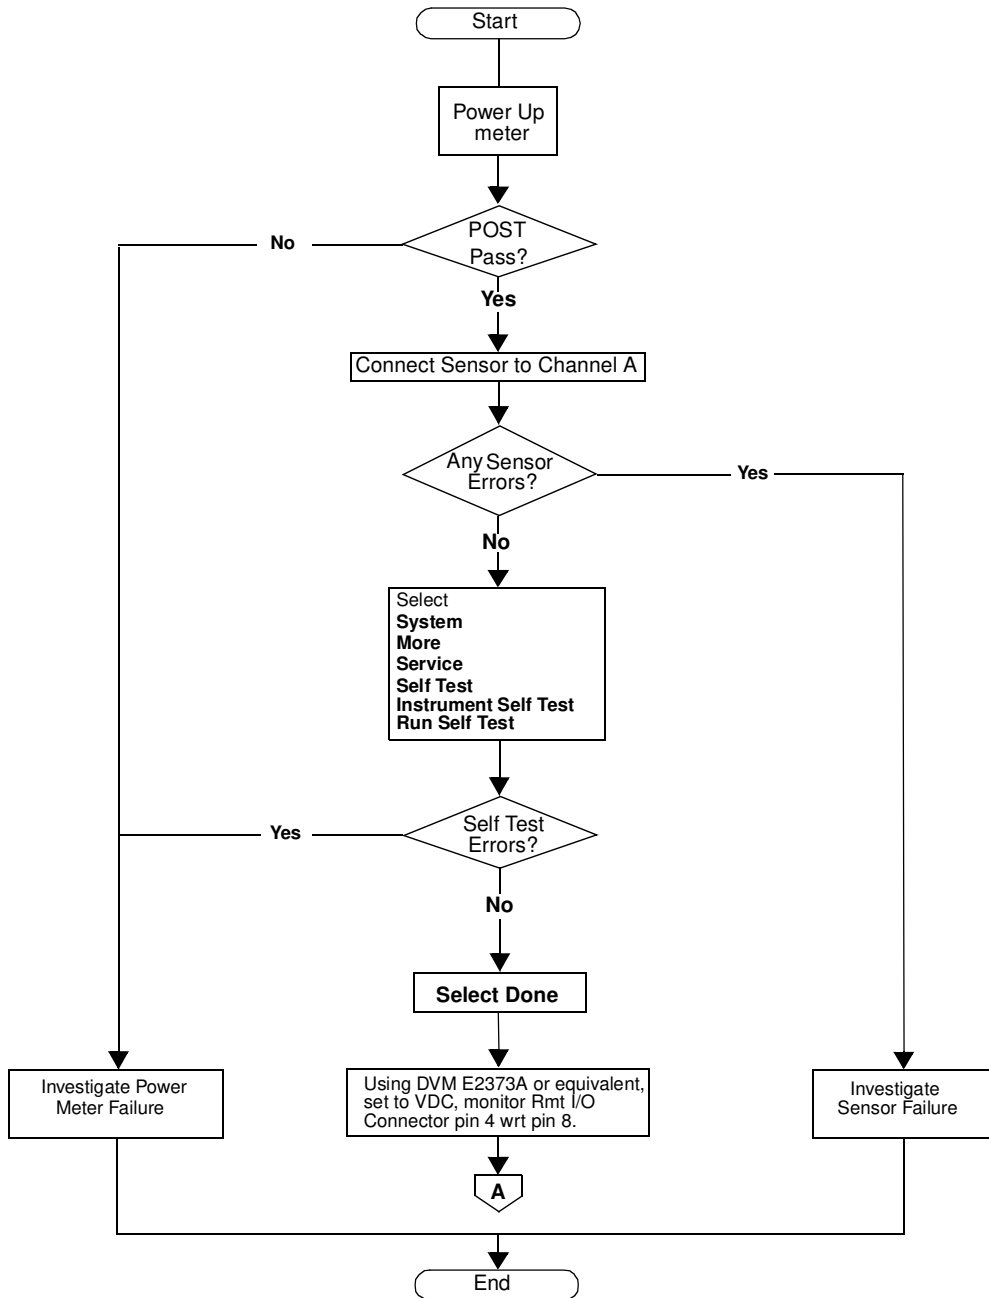 Start
Power Up
meter
POST
Pass?
No
Yes
Connect Sensor to Channel A
Any Sensor
Errors?
Yes
No
Select
System
More
Service
Self Test
Instrument Self Test
Run Self Test
Self Test
Errors?
Yes
No
Select Done
Investigate Power
Meter Failure
Using DVM E2373A or equivalent,
set to VDC, monitor Rmt I/O
Connector pin 4 wrt pin 8.
Investigate
Sensor Failure
A
End